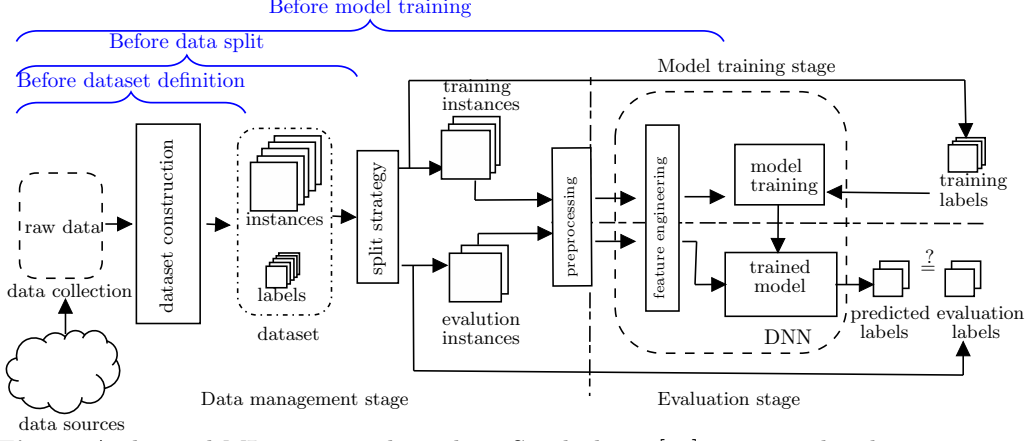 Before model training
Before data split
Before dataset definition
Model training stage
training
instances
dataset construction
split strategy
preprocessing
feature engineering
model
training
training
labels
raw data
instances
labels
data collection
dataset
evalution
instances
trained
model
?
=
predicted
labels
evaluation
labels
DNN
Data management stage
Evaluation stage
data sources